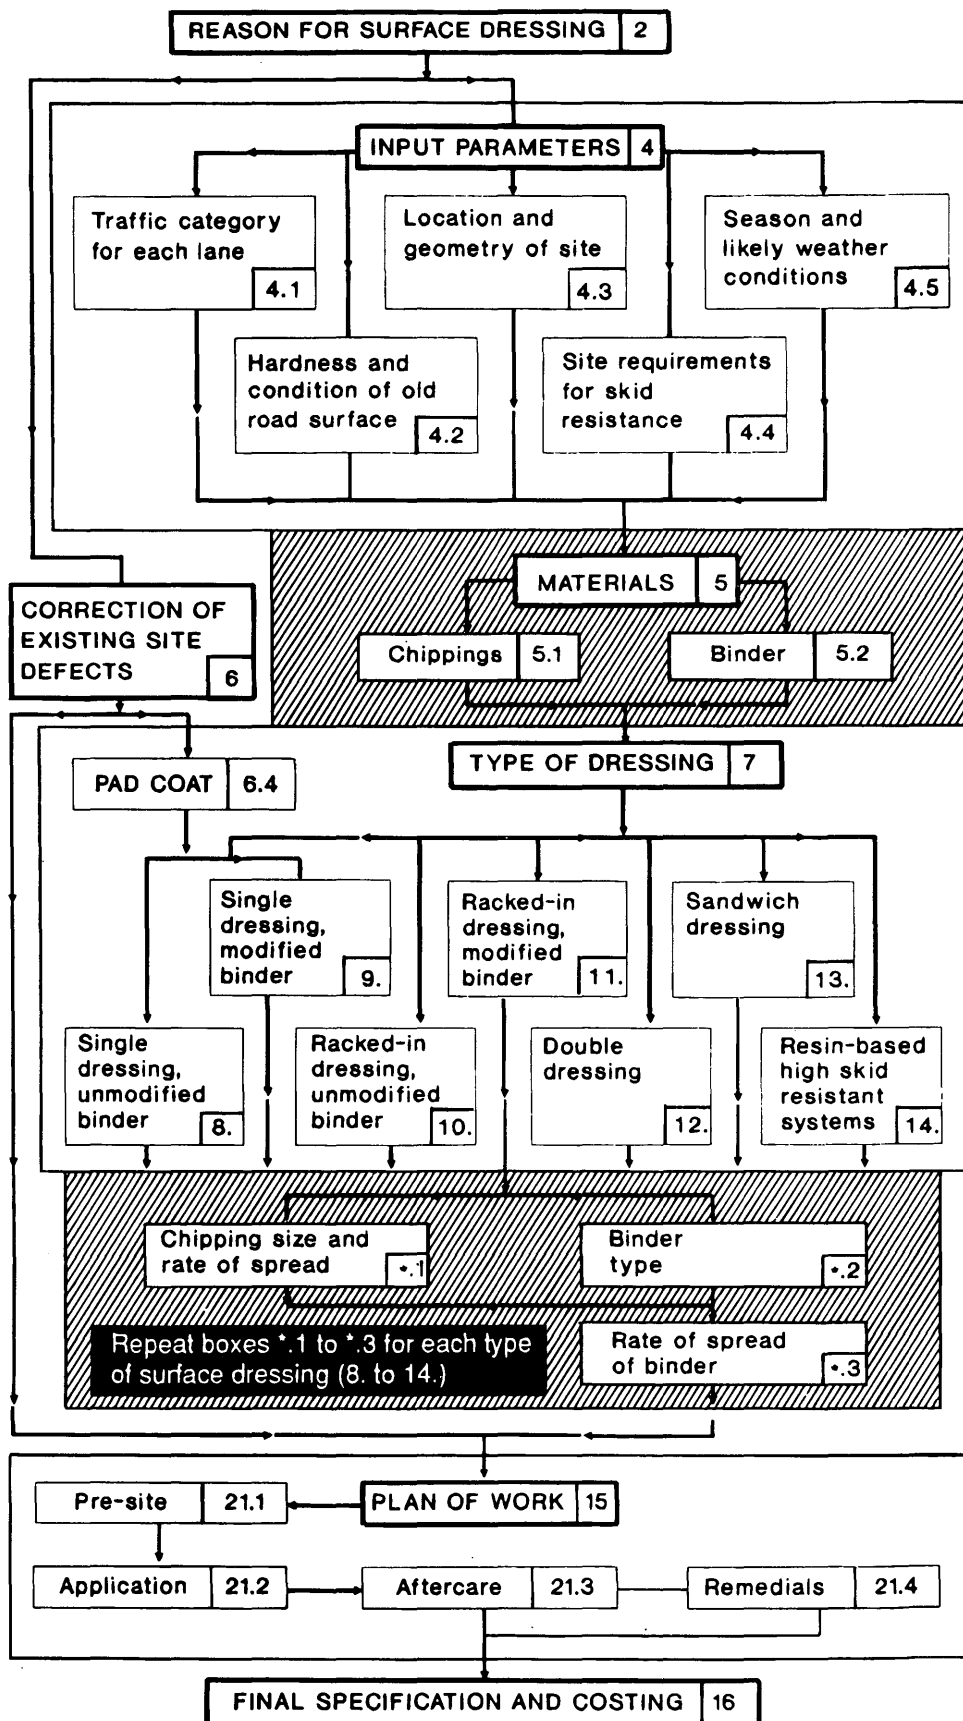 REASON FOR SURFACE DRESSING 2
INPUT PARAMETERS 4
Traffic category
for each lane
4.1
Location and
geometry of site
4.3
Season and
likely weather
conditions
4.5
Hardness and
condition of old
road surface
4.2
Site requirements
for skid
resistance
4.4
MATERIALS 5
Chippings 5.1
Binder 5.2
CORRECTION OF
EXISTING SITE
DEFECTS
6
TYPE OF DRESSING 7
PAD COAT 6.4
Single
dressing,
modified
binder
9.
Racked-in
dressing,
modified
binder
11.
Sandwich
dressing
13.
Single
dressing,
unmodified
binder
8.
Racked-in
dressing,
unmodified
binder
10.
Double
dressing
12.
Resin-based
high skid
resistant
systems
14.
Chipping size and
rate of spread
*.1
Binder
type
*.2
Repeat boxes *.1 to *.3 for each type
of surface dressing (8. to 14.)
Rate of spread
of binder
*.3
Pre-site 21.1
PLAN OF WORK 15
Application 21.2
Aftercare 21.3
Remedials 21.4
FINAL SPECIFICATION AND COSTING 16